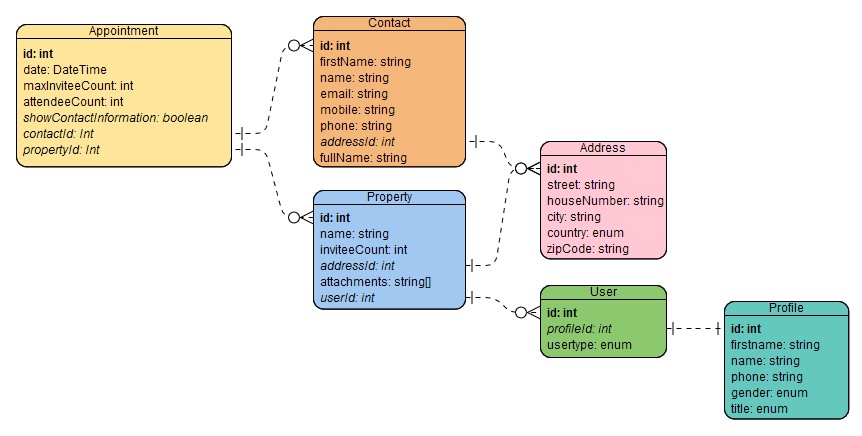 Appointment
id: int
date: DateTime
maxInviteeCount: int
attendeeCount: int
showContactInformation: boolean
contactId: int
propertyId: int
Contact
id: int
firstName: string
name: string
email: string
mobile: string
phone: string
addressId: int
fullName: string
Property
id: int
name: string
inviteeCount: int
addressId: int
attachments: string[]
userId: int
Address
id: int
street: string
houseNumber: string
city: string
country: enum
zipCode: string
User
id: int
profileId: int
usertype: enum
Profile
id: int
firstname: string
name: string
phone: string
gender: enum
title: enum